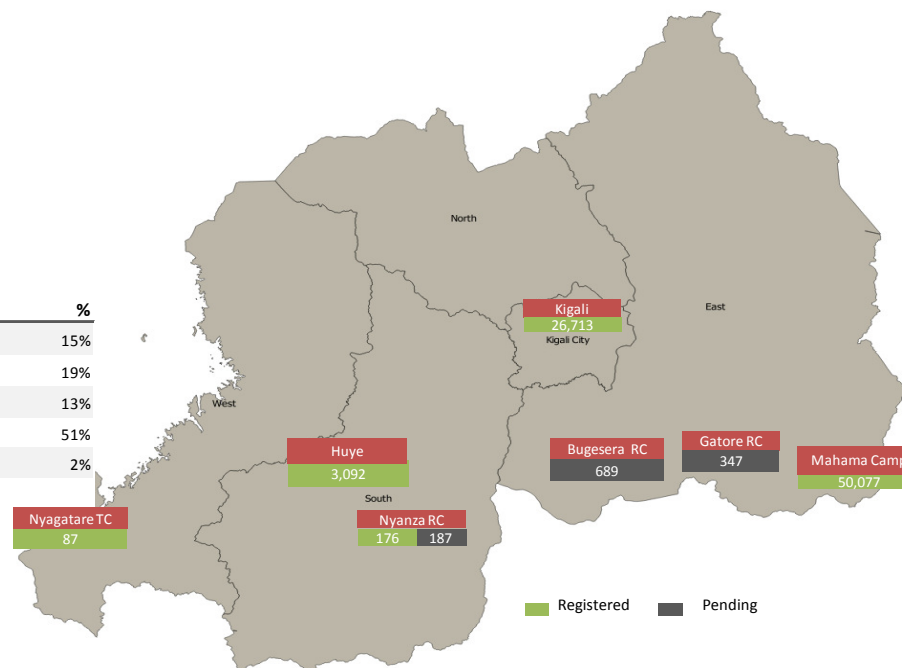 North
%
15%
19%
13%
51%
2%
Kigali
26,713
Kigali City
East
West
Huye
3,092
South
Bugesera RC
689
Gatore RC
347
Mahama Camp
50,077
Nyagatare TC
87
Nyanza RC
176 187
Registered Pending